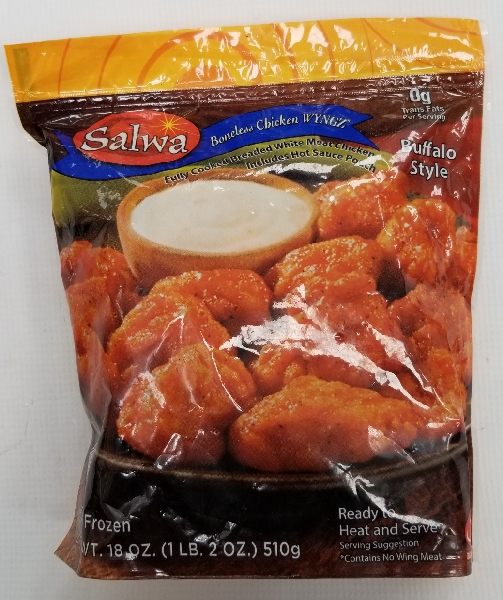 0g
Trans Fats
Per Serving
Salwa
Boneless Chicken WYNGZ*
Fully Cooked Breaded White Meat Chicken
Includes Hot Sauce Pouch
Buffalo
Style
Frozen
WT. 18 OZ. (1 LB. 2 OZ.) 510g
Ready to
Heat and Serve
Serving Suggestion
*Contains No Wing Meat